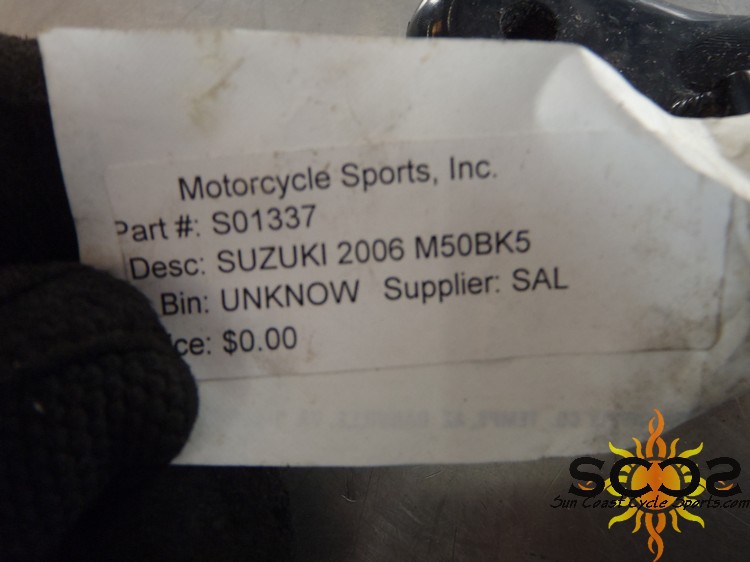 Motorcycle Sports, Inc.
Part #: S01337
Desc: SUZUKI 2006 M50BK5
Bin: UNKNOW Supplier: SAL
ice: $0.00
SCCS
Sun Coast Cycle Sports.com